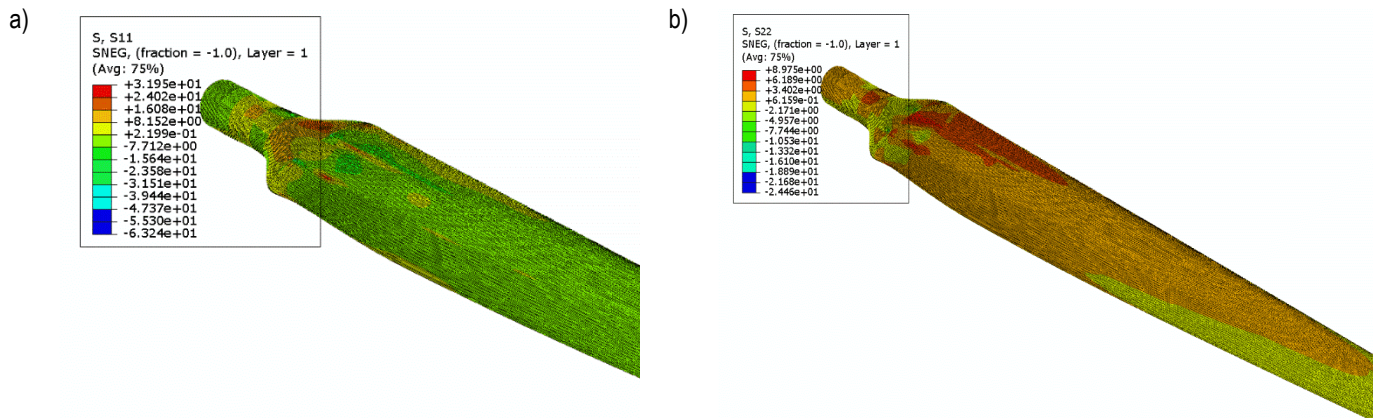 a)
S, S11
SNEG, (fraction = -1.0), Layer = 1
(Avg: 75%)
+3.195e+01
+2.402e+01
+1.608e+01
+8.152e+00
+2.199e-01
-7.712e+00
-1.564e+01
-2.358e+01
-3.151e+01
-3.944e+01
-4.737e+01
-5.530e+01
-6.324e+01
b)
S, S22
SNEG, (fraction = -1.0), Layer = 1
(Avg: 75%)
+8.975e+00
+6.189e+00
+3.402e+00
+6.159e-01
-2.171e+00
-4.957e+00
-7.744e+00
-1.053e+01
-1.332e+01
-1.610e+01
-1.889e+01
-2.168e+01
-2.446e+01